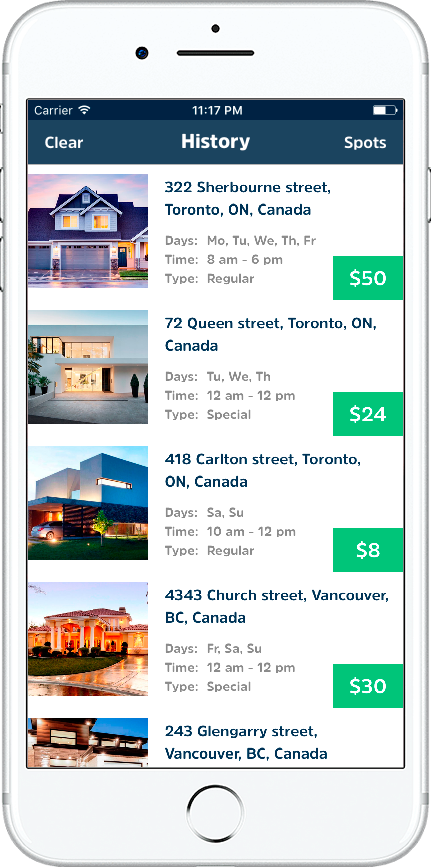 Carrier 11:17 PM
Clear History Spots
322 Sherbourne street,
Toronto, ON, Canada
Days: Mo, Tu, We, Th, Fr
Time: 8 am - 6 pm
Type: Regular
$50
72 Queen street, Toronto, ON,
Canada
Days: Tu, We, Th
Time: 12 am - 12 pm
Type: Special
$24
418 Carlton street, Toronto,
ON, Canada
Days: Sa, Su
Time: 10 am - 12 pm
Type: Regular
$8
4343 Church street, Vancouver,
BC, Canada
Days: Fr, Sa, Su
Time: 12 am - 12 pm
Type: Special
$30
243 Glengarry street,
Vancouver, BC, Canada